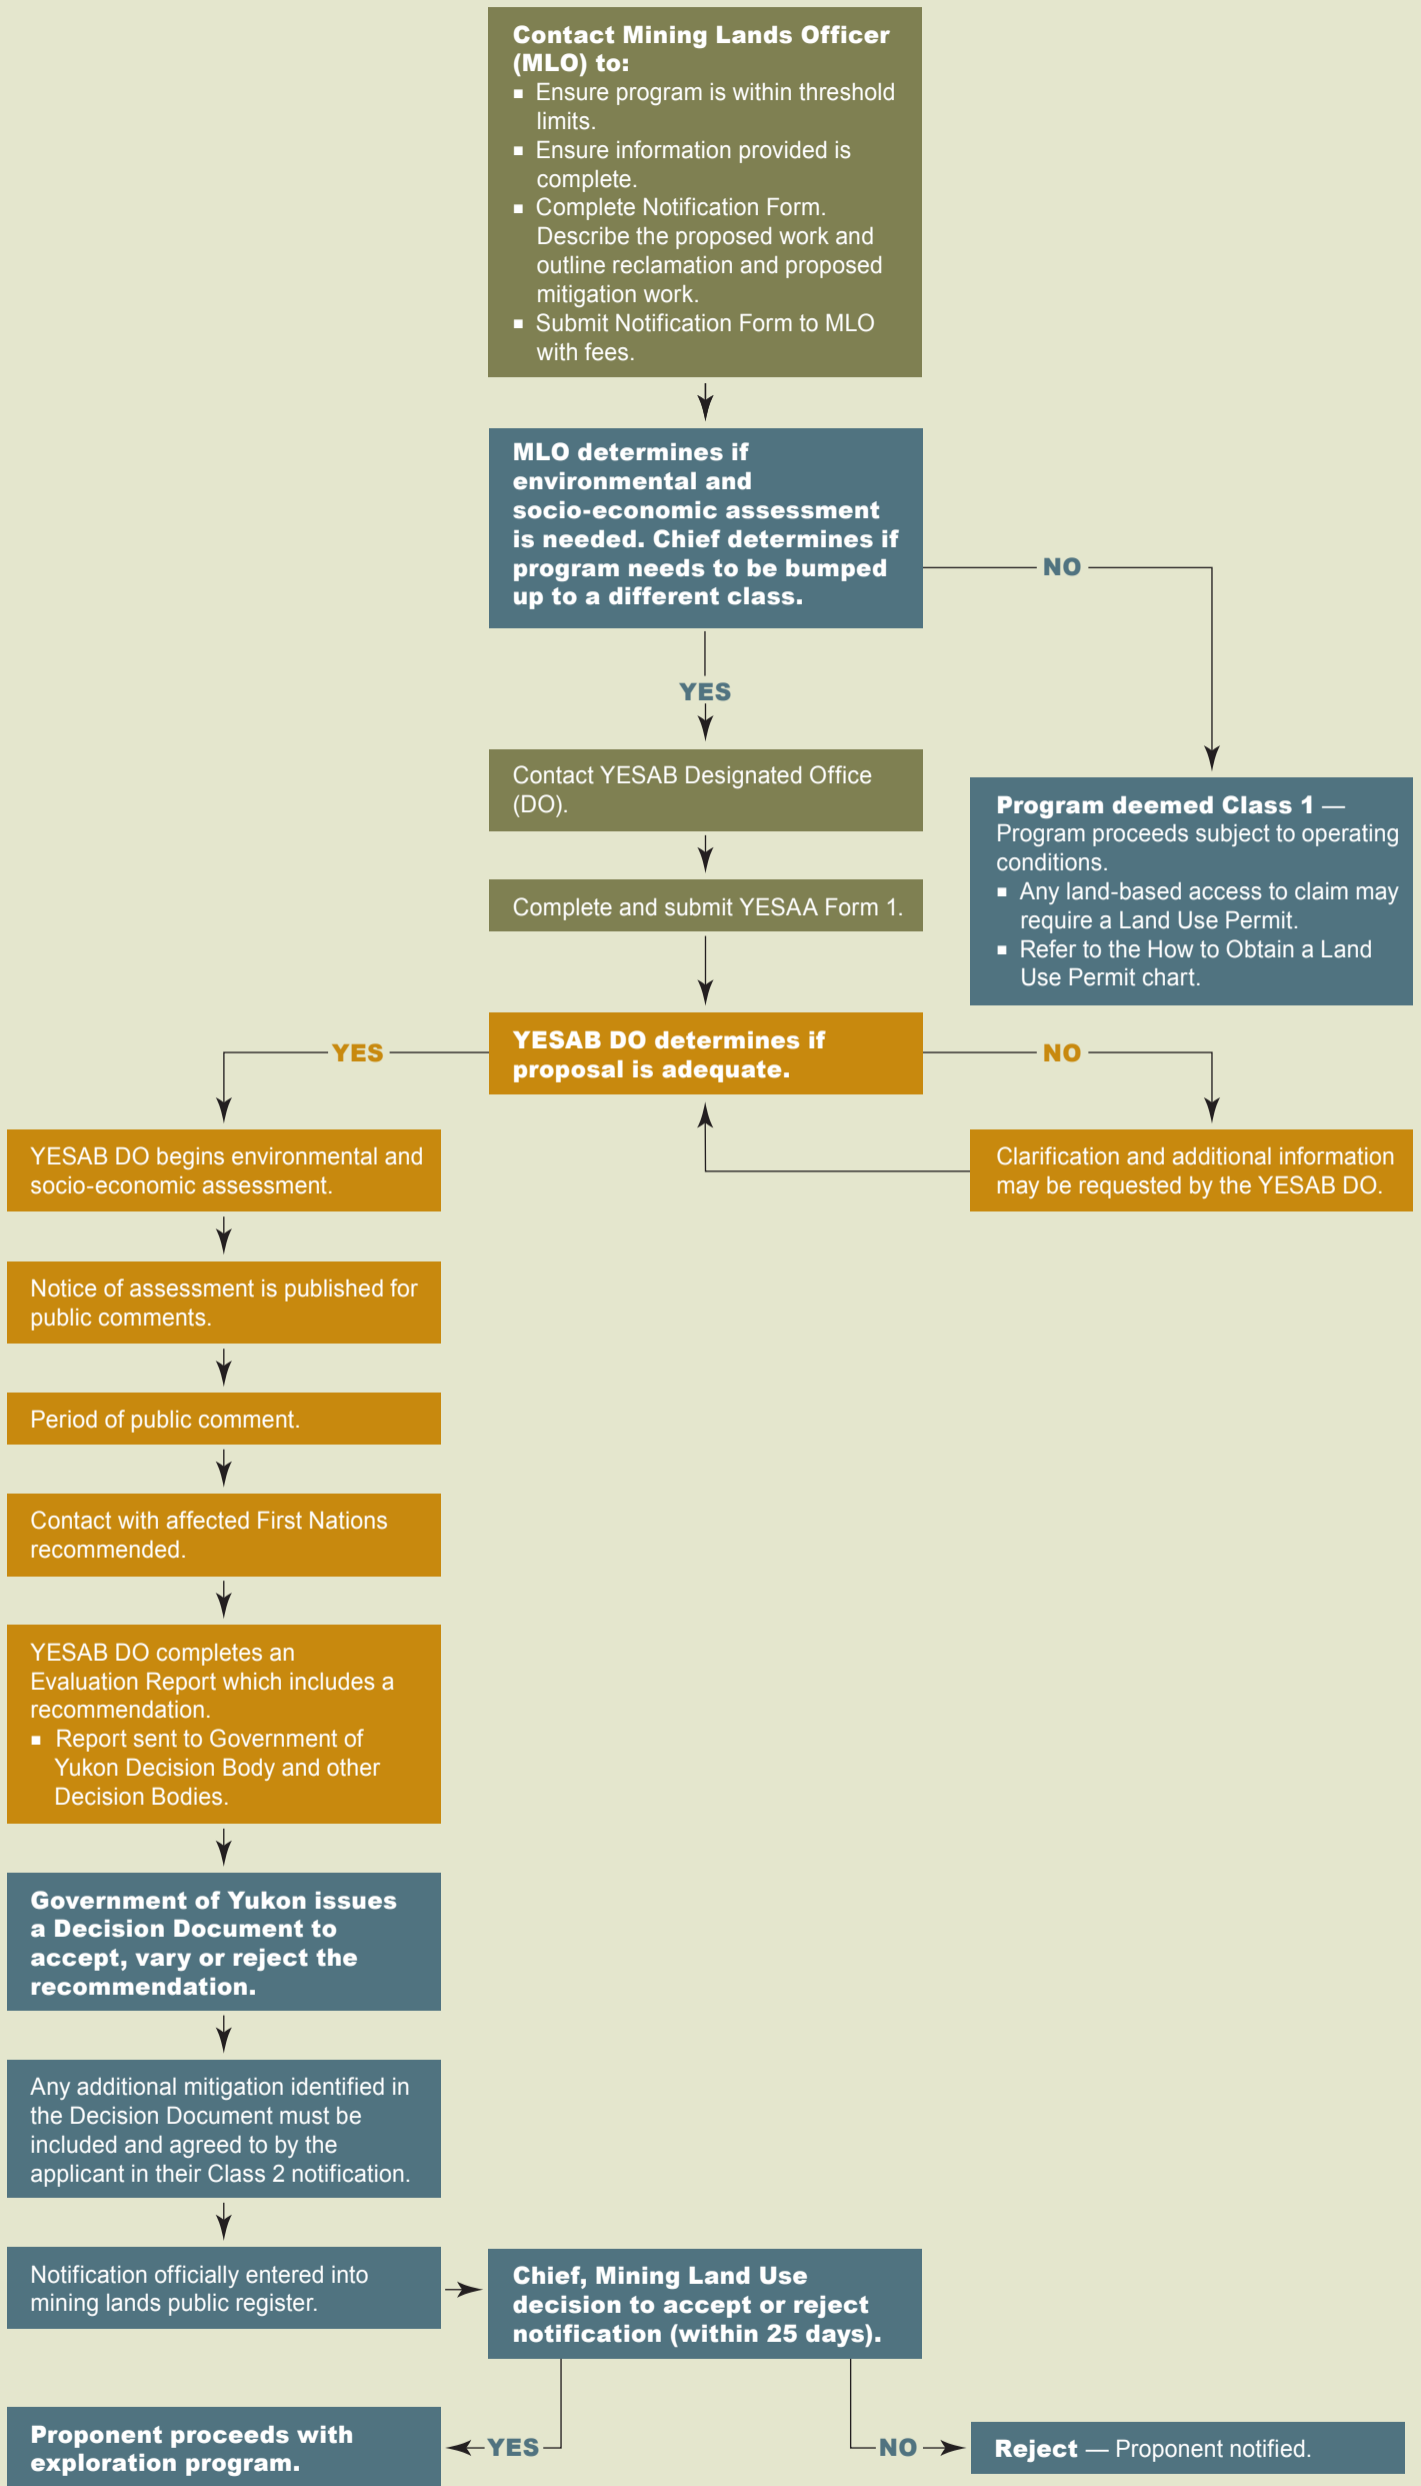 Contact Mining Lands Officer
(MLO) to:
▪ Ensure program is within threshold
limits.
▪ Ensure information provided is
complete.
▪ Complete Notification Form.
Describe the proposed work and
outline reclamation and proposed
mitigation work.
▪ Submit Notification Form to MLO
with fees.
MLO determines if
environmental and
socio-economic assessment
is needed. Chief determines if
program needs to be bumped
up to a different class.
NO
YES
Contact YESAB Designated Office
(DO).
Program deemed Class 1 —
Program proceeds subject to operating
conditions.
▪ Any land-based access to claim may
require a Land Use Permit.
▪ Refer to the How to Obtain a Land
Use Permit chart.
Complete and submit YESAA Form 1.
YESAB DO determines if
proposal is adequate.
YES
NO
YESAB DO begins environmental and
socio-economic assessment.
Clarification and additional information
may be requested by the YESAB DO.
Notice of assessment is published for
public comments.
Period of public comment.
Contact with affected First Nations
recommended.
YESAB DO completes an
Evaluation Report which includes a
recommendation.
▪ Report sent to Government of
Yukon Decision Body and other
Decision Bodies.
Government of Yukon issues
a Decision Document to
accept, vary or reject the
recommendation.
Any additional mitigation identified in
the Decision Document must be
included and agreed to by the
applicant in their Class 2 notification.
Notification officially entered into
mining lands public register.
Chief, Mining Land Use
decision to accept or reject
notification (within 25 days).
Proponent proceeds with
exploration program.
YES
NO
Reject — Proponent notified.